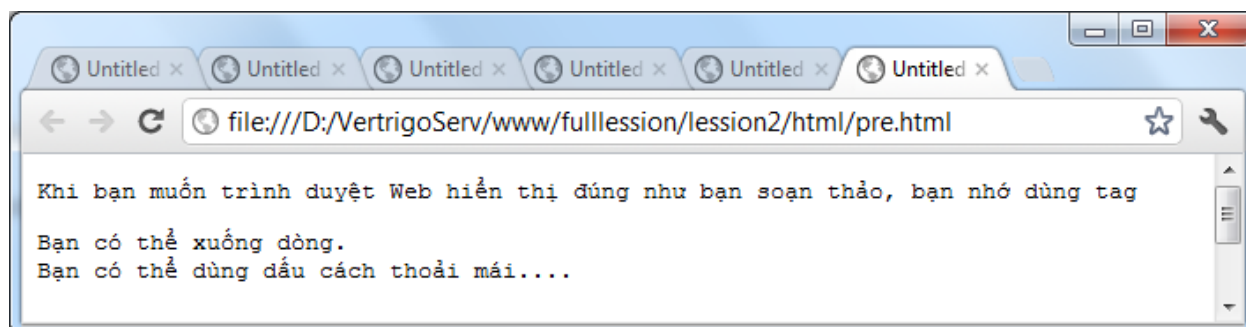 Untitled Untitled Untitled Untitled Untitled Untitled
file:///D:/VertrigoServ/www/fulllession/lession2/html/pre.html
Khi bạn muốn trình duyệt Web hiển thị đúng như bạn soạn thảo, bạn nhớ dùng tag
Bạn có thể xuống dòng.
Bạn có thể dùng dấu cách thoải mái....